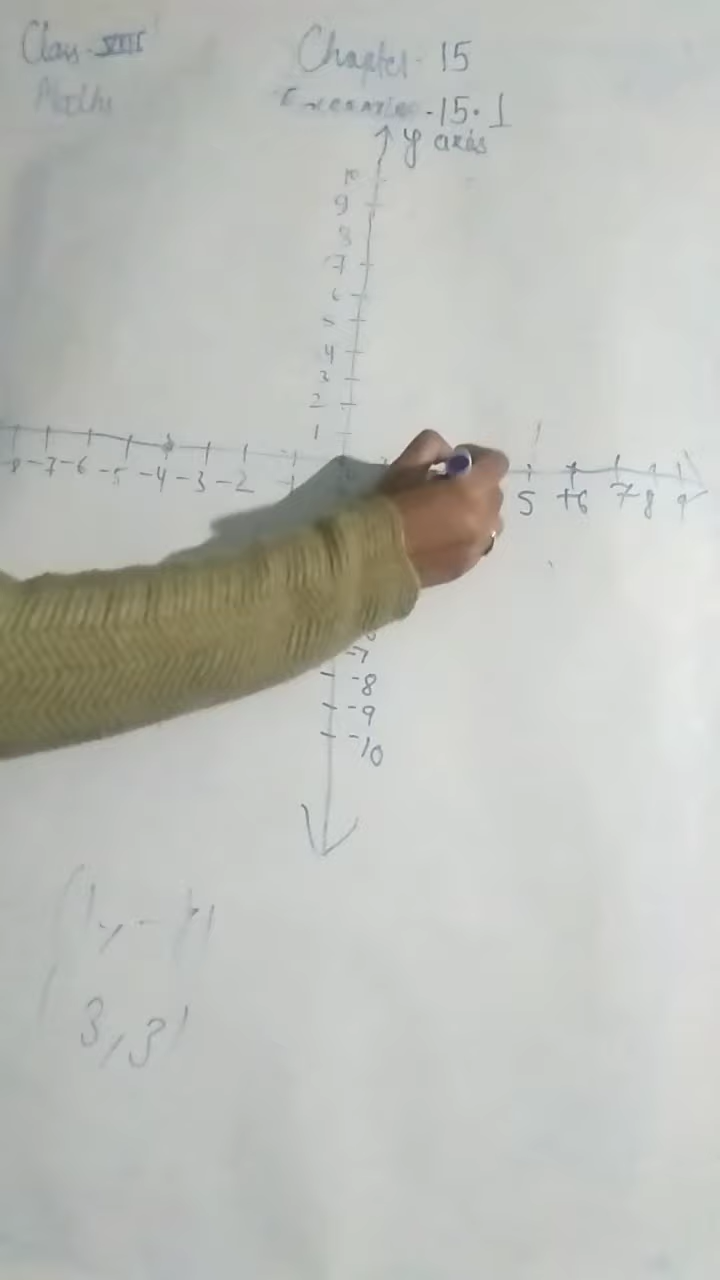 Class - VIII
Chapter - 15
Maths
Exercise - 15.1
y axis
10
9
8
7
6
5
4
3
2
1
-8 -7 -6 -5 -4 -3 -2 -1
5 +6 7 8 9
-7
-8
-9
-10
3, 3